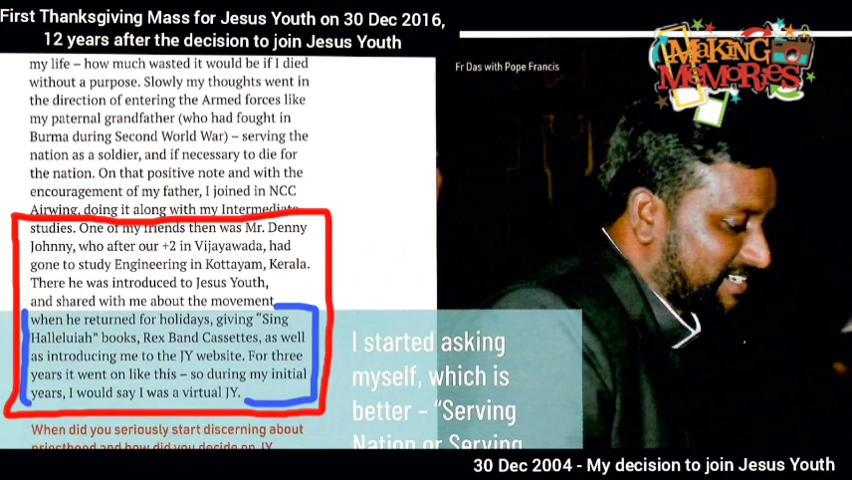 First Thanksgiving Mass for Jesus Youth on 30 Dec 2016,
12 years after the decision to join Jesus Youth
MAKiNG
MeMORieS
Fr Das with Pope Francis
my life – how much wasted it would be if I died
without a purpose. Slowly my thoughts went in
the direction of entering the Armed forces like
my paternal grandfather (who had fought in
Burma during Second World War) – serving the
nation as a soldier, and if necessary to die for
the nation. On that positive note and with the
encouragement of my father, I joined in NCC
Airwing, doing it along with my Intermediate
studies. One of my friends then was Mr. Denny
Johnny, who after our +2 in Vijayawada, had
gone to study Engineering in Kottayam, Kerala.
There he was introduced to Jesus Youth,
and shared with me about the movement
when he returned for holidays, giving “Sing
Halleluiah” books, Rex Band Cassettes, as well
as introducing me to the JY website. For three
years it went on like this – so during my initial
years, I would say I was a virtual JY.
When did you seriously start discerning about
priesthood and how did you decide on JY
I started asking
myself, which is
better – “Serving
Nation or Serving
30 Dec 2004 - My decision to join Jesus Youth